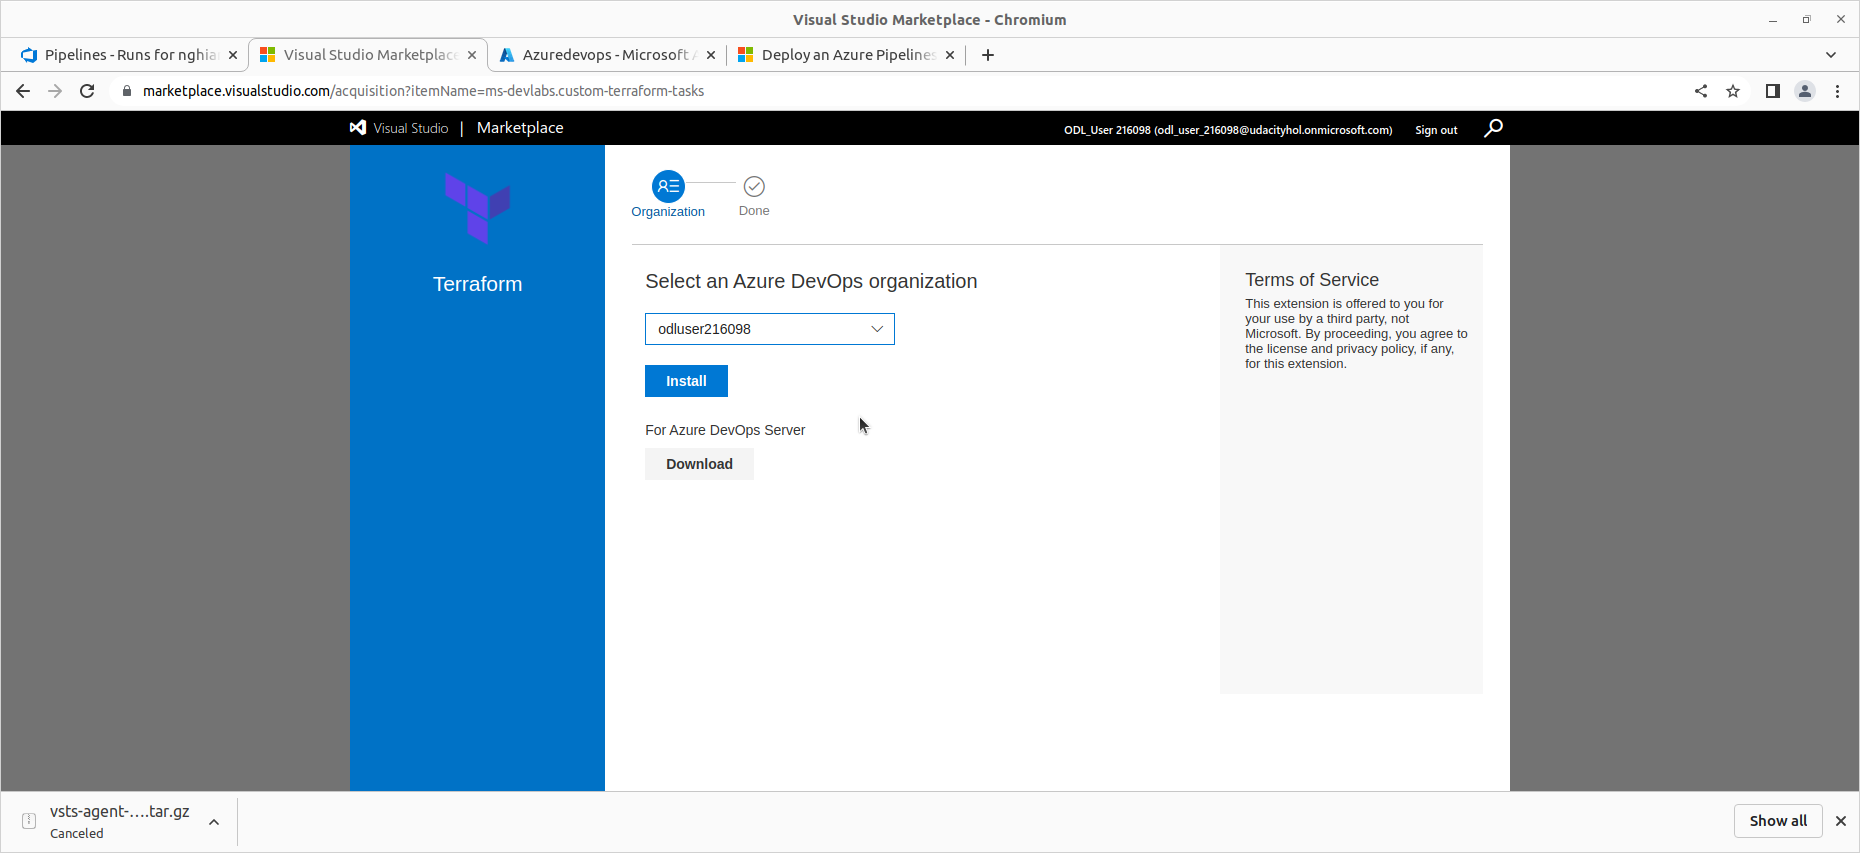 Visual Studio Marketplace - Chromium
Pipelines - Runs for nghia
Visual Studio Marketplace
Azuredevops - Microsoft A
Deploy an Azure Pipelines
marketplace.visualstudio.com/acquisition?itemName=ms-devlabs.custom-terraform-tasks
Visual Studio | Marketplace
ODL_User 216098 (odl_user_216098@udacityhol.onmicrosoft.com)
Sign out
Terraform
Organization
Done
Select an Azure DevOps organization
odluser216098
Install
For Azure DevOps Server
Download
Terms of Service
This extension is offered to you for
your use by a third party, not
Microsoft. By proceeding, you agree to
the license and privacy policy, if any,
for this extension.
vsts-agent-....tar.gz
Canceled
Show all